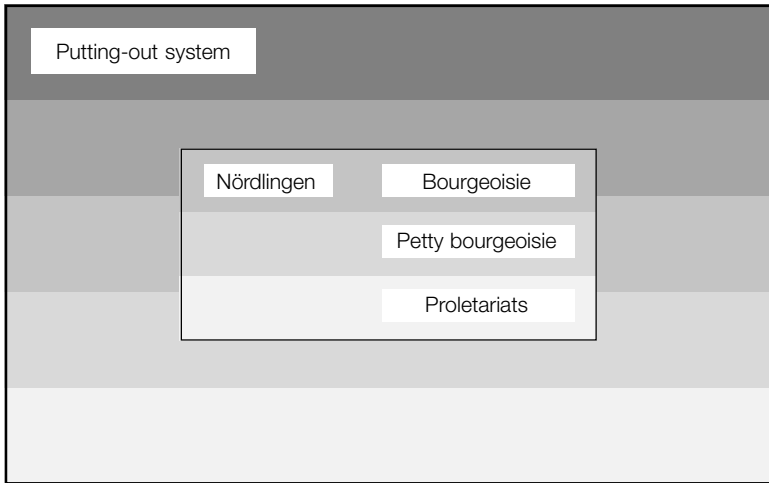 Putting-out system
Nördlingen Bourgeoisie
Petty bourgeoisie
Proletariats